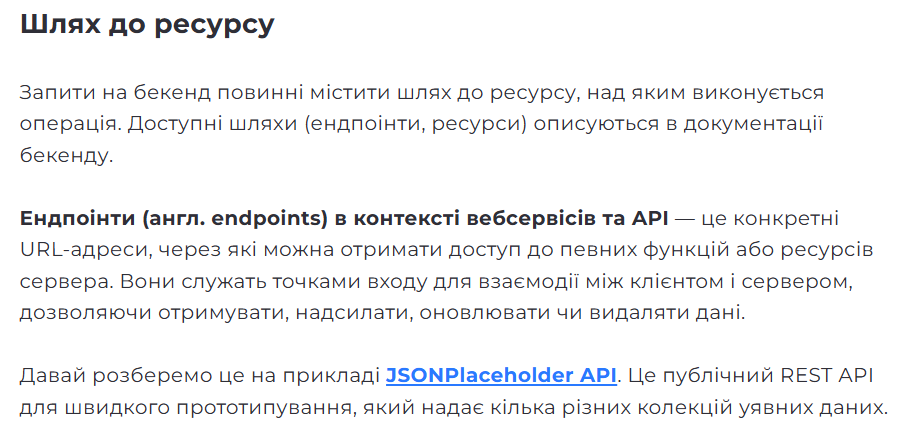 Шлях до ресурсу
Запити на бекенд повинні містити шлях до ресурсу, над яким виконується
операція. Доступні шляхи (ендпоінти, ресурси) описуються в документації
бекенду.
Ендпоінти (англ. endpoints) в контексті вебсервісів та API — це конкретні
URL-адреси, через які можна отримати доступ до певних функцій або ресурсів
сервера. Вони служать точками входу для взаємодії між клієнтом і сервером,
дозволяючи отримувати, надсилати, оновлювати чи видаляти дані.
Давай розберемо це на прикладі JSONPlaceholder API. Це публічний REST API
для швидкого прототипування, який надає кілька різних колекцій уявних даних.